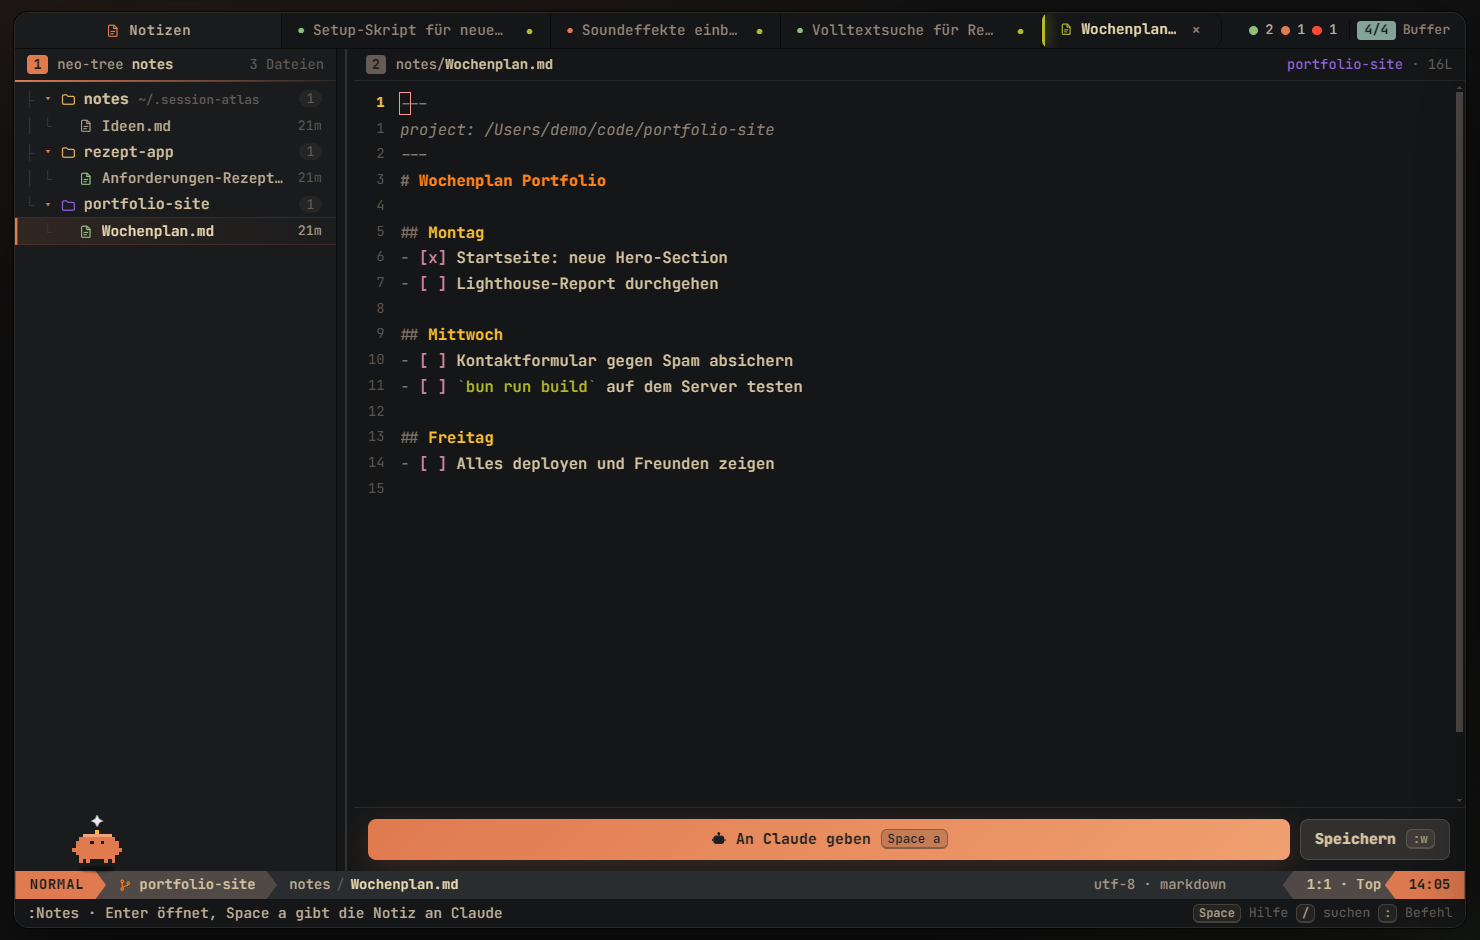 Notizen
Setup-Skript für neue…
Soundeffekte einb…
Volltextsuche für Re…
Wochenplan… ×
2 1 1 4/4 Buffer
1 neo-tree notes 3 Dateien
2 notes/Wochenplan.md portfolio-site · 16L
notes ~/.session-atlas 1
Ideen.md 21m
rezept-app 1
Anforderungen-Rezept… 21m
portfolio-site 1
Wochenplan.md 21m
1 ---
1 project: /Users/demo/code/portfolio-site
2 ---
3 # Wochenplan Portfolio
4
5 ## Montag
6 - [x] Startseite: neue Hero-Section
7 - [ ] Lighthouse-Report durchgehen
8
9 ## Mittwoch
10 - [ ] Kontaktformular gegen Spam absichern
11 - [ ] `bun run build` auf dem Server testen
12
13 ## Freitag
14 - [ ] Alles deployen und Freunden zeigen
15
An Claude geben Space a
Speichern :w
NORMAL portfolio-site notes / Wochenplan.md utf-8 · markdown 1:1 · Top 14:05
:Notes · Enter öffnet, Space a gibt die Notiz an Claude
Space Hilfe / suchen : Befehl